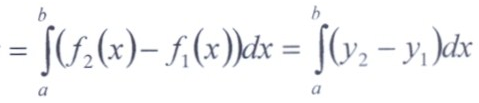 = ∫_a^b (f₂(x) − f₁(x))dx = ∫_a^b (y₂ − y₁)dx